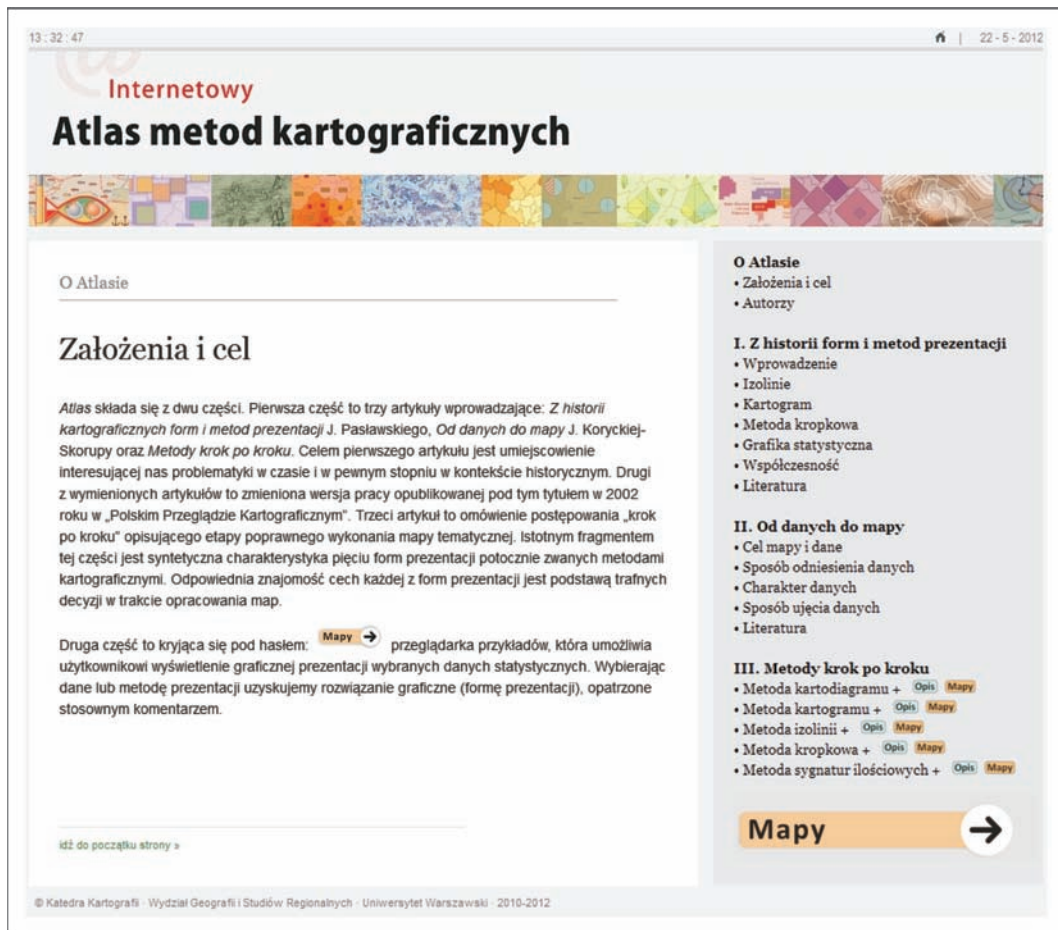 13 : 32 : 47
| 22 - 5 - 2012
Internetowy
Atlas metod kartograficznych
O Atlasie
Założenia i cel
Atlas składa się z dwu części. Pierwsza część to trzy artykuły wprowadzające: Z historii
kartograficznych form i metod prezentacji J. Pasławskiego, Od danych do mapy J. Koryckiej-
Skorupy oraz Metody krok po kroku. Celem pierwszego artykułu jest umiejscowienie
interesującej nas problematyki w czasie i w pewnym stopniu w kontekście historycznym. Drugi
z wymienionych artykułów to zmieniona wersja pracy opublikowanej pod tym tytułem w 2002
roku w „Polskim Przeglądzie Kartograficznym". Trzeci artykuł to omówienie postępowania „krok
po kroku" opisującego etapy poprawnego wykonania mapy tematycznej. Istotnym fragmentem
tej części jest syntetyczna charakterystyka pięciu form prezentacji potocznie zwanych metodami
kartograficznymi. Odpowiednia znajomość cech każdej z form prezentacji jest podstawą trafnych
decyzji w trakcie opracowania map.
Druga część to kryjąca się pod hasłem: Mapy przeglądarka przykładów, która umożliwia
użytkownikowi wyświetlenie graficznej prezentacji wybranych danych statystycznych. Wybierając
dane lub metodę prezentacji uzyskujemy rozwiązanie graficzne (formę prezentacji), opatrzone
stosownym komentarzem.
idź do początku strony »
O Atlasie
• Założenia i cel
• Autorzy
I. Z historii form i metod prezentacji
• Wprowadzenie
• Izolinie
• Kartogram
• Metoda kropkowa
• Grafika statystyczna
• Współczesność
• Literatura
II. Od danych do mapy
• Cel mapy i dane
• Sposób odniesienia danych
• Charakter danych
• Sposób ujęcia danych
• Literatura
III. Metody krok po kroku
• Metoda kartodiagramu + Opis Mapy
• Metoda kartogramu + Opis Mapy
• Metoda izolinii + Opis Mapy
• Metoda kropkowa + Opis Mapy
• Metoda sygnatur ilościowych + Opis Mapy
Mapy
© Katedra Kartografii · Wydział Geografii i Studiów Regionalnych · Uniwersytet Warszawski · 2010-2012